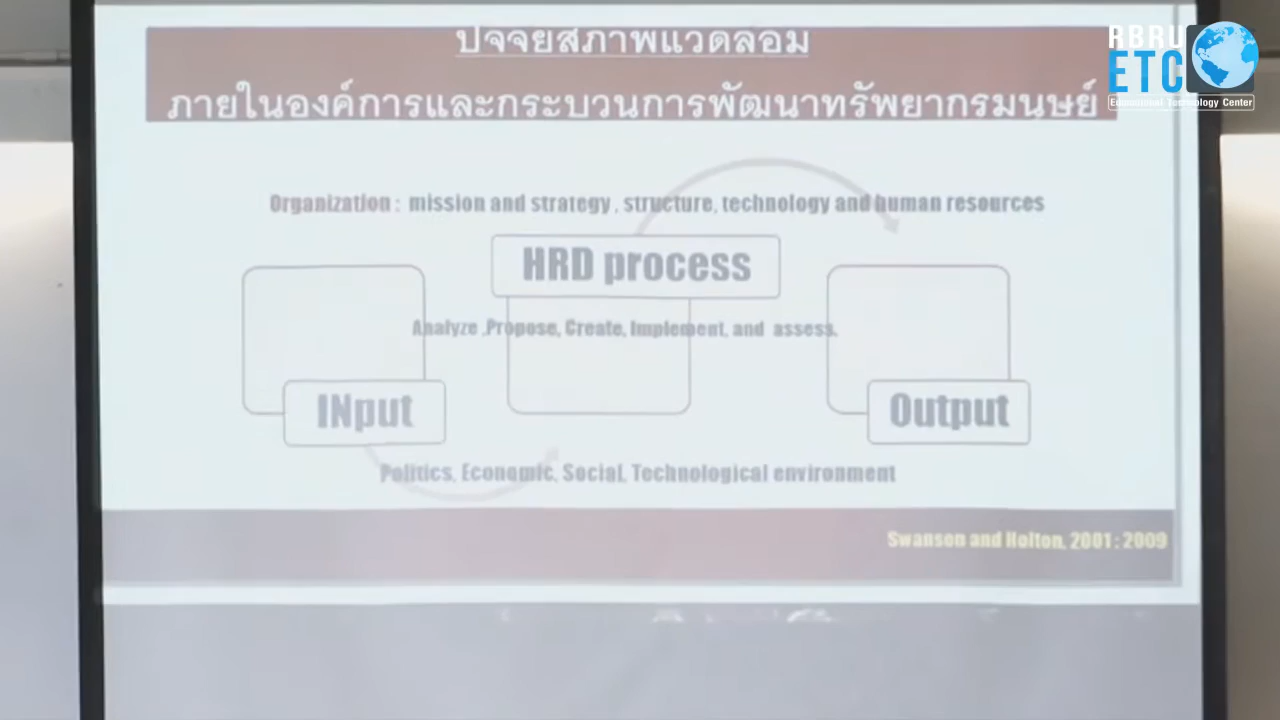 ปัจจัยสภาพแวดล้อม
ภายในองค์การและกระบวนการพัฒนาทรัพยากรมนุษย์
RBRU
ETC
Educational Technology Center
Organization : mission and strategy , structure, technology and human resources
HRD process
Analyze ,Propose, Create, Implement, and assess.
INput
Output
Politics, Economic, Social, Technological environment
Swanson and Holton, 2001 : 2009